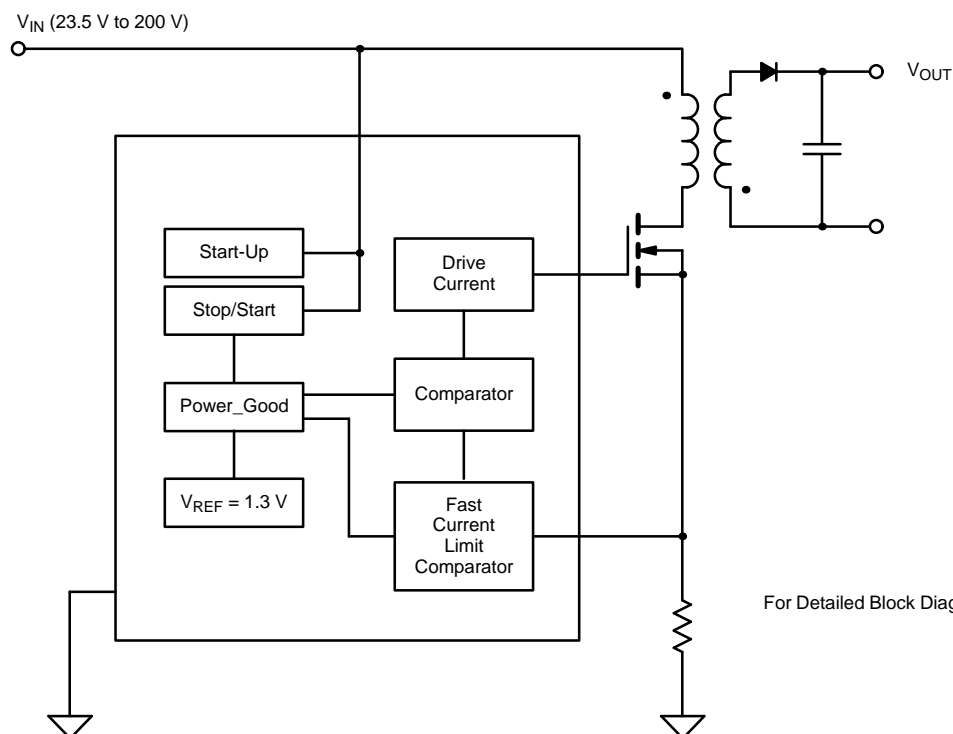 V_IN (23.5 V to 200 V)
V_OUT
Start-Up
Stop/Start
Power_Good
V_REF = 1.3 V
Drive
Current
Comparator
Fast
Current
Limit
Comparator
For Detailed Block Diag